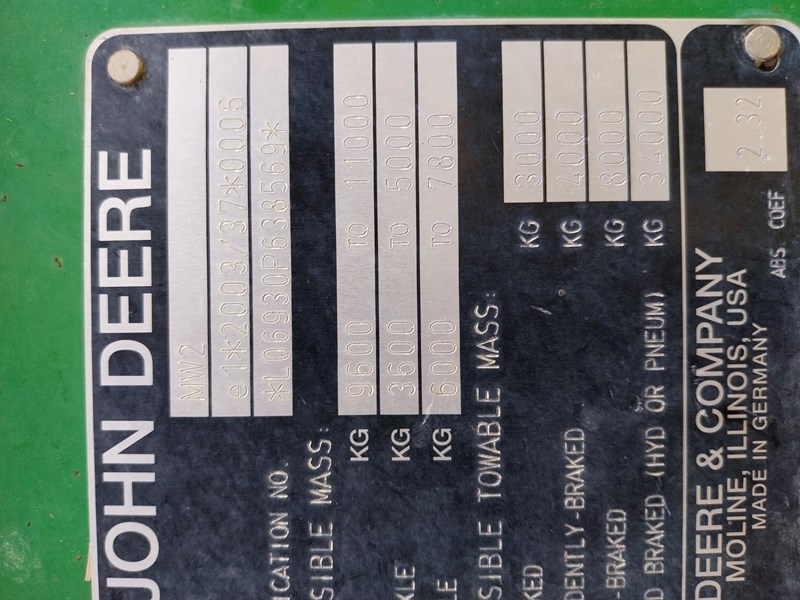 JOHN DEERE
MW2
e1*2003/37*0006
ICATION NO. *L06930P638569*
SIBLE MASS:
KG 9600 TO 11000
KLE KG 3600 TO 5000
LE KG 6000 TO 7800
SIBLE TOWABLE MASS:
KED KG 3000
DENTLY-BRAKED KG 4000
-BRAKED KG 8000
D BRAKED (HYD OR PNEUM) KG 34000
DEERE & COMPANY
MOLINE, ILLINOIS, USA
MADE IN GERMANY
ABS COEF 2.32